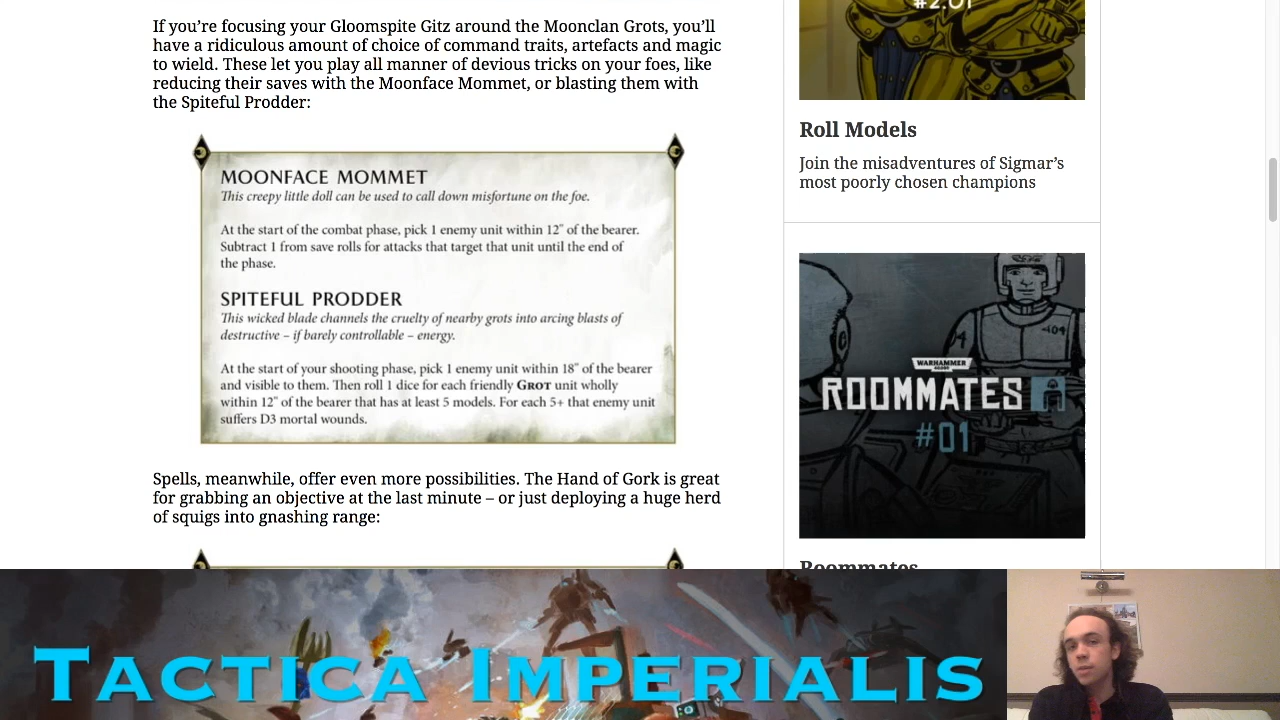 If you’re focusing your Gloomspite Gitz around the Moonclan Grots, you’ll
have a ridiculous amount of choice of command traits, artefacts and magic
to wield. These let you play all manner of devious tricks on your foes, like
reducing their saves with the Moonface Mommet, or blasting them with
the Spiteful Prodder:
MOONFACE MOMMET
This creepy little doll can be used to call down misfortune on the foe.
At the start of the combat phase, pick 1 enemy unit within 12" of the bearer.
Subtract 1 from save rolls for attacks that target that unit until the end of
the phase.
SPITEFUL PRODDER
This wicked blade channels the cruelty of nearby grots into arcing blasts of
destructive – if barely controllable – energy.
At the start of your shooting phase, pick 1 enemy unit within 18" of the bearer
and visible to them. Then roll 1 dice for each friendly GROT unit wholly
within 12" of the bearer that has at least 5 models. For each 5+ that enemy unit
suffers D3 mortal wounds.
Spells, meanwhile, offer even more possibilities. The Hand of Gork is great
for grabbing an objective at the last minute – or just deploying a huge herd
of squigs into gnashing range:
#2.01
Roll Models
Join the misadventures of Sigmar’s
most poorly chosen champions
04
-404
WARHAMMER
ROOMMATES
#01
Roommates
TACTICA IMPERIALIS